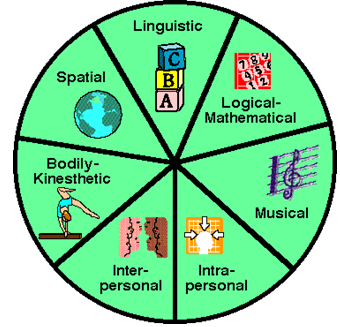 Linguistic
C
B
A
Logical-
Mathematical
Musical
Intra-
personal
Inter-
personal
Bodily-
Kinesthetic
Spatial